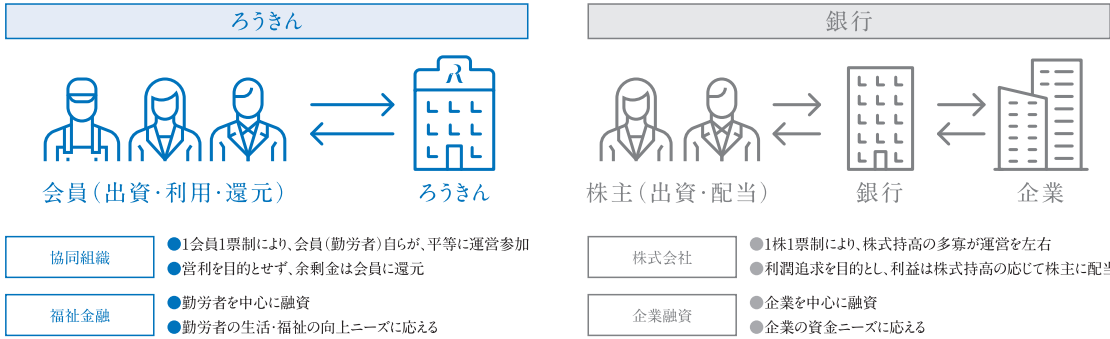 ろうきん
会員（出資・利用・還元）
ろうきん
協同組織
●1会員1票制により、会員（勤労者）自らが、平等に運営参加
●営利を目的とせず、余剰金は会員に還元
福祉金融
●勤労者を中心に融資
●勤労者の生活・福祉の向上ニーズに応える
銀行
株主（出資・配当）
銀行
企業
株式会社
●1株1票制により、株式持高の多寡が運営を左右
●利潤追求を目的とし、利益は株式持高の応じて株主に配当
企業融資
●企業を中心に融資
●企業の資金ニーズに応える